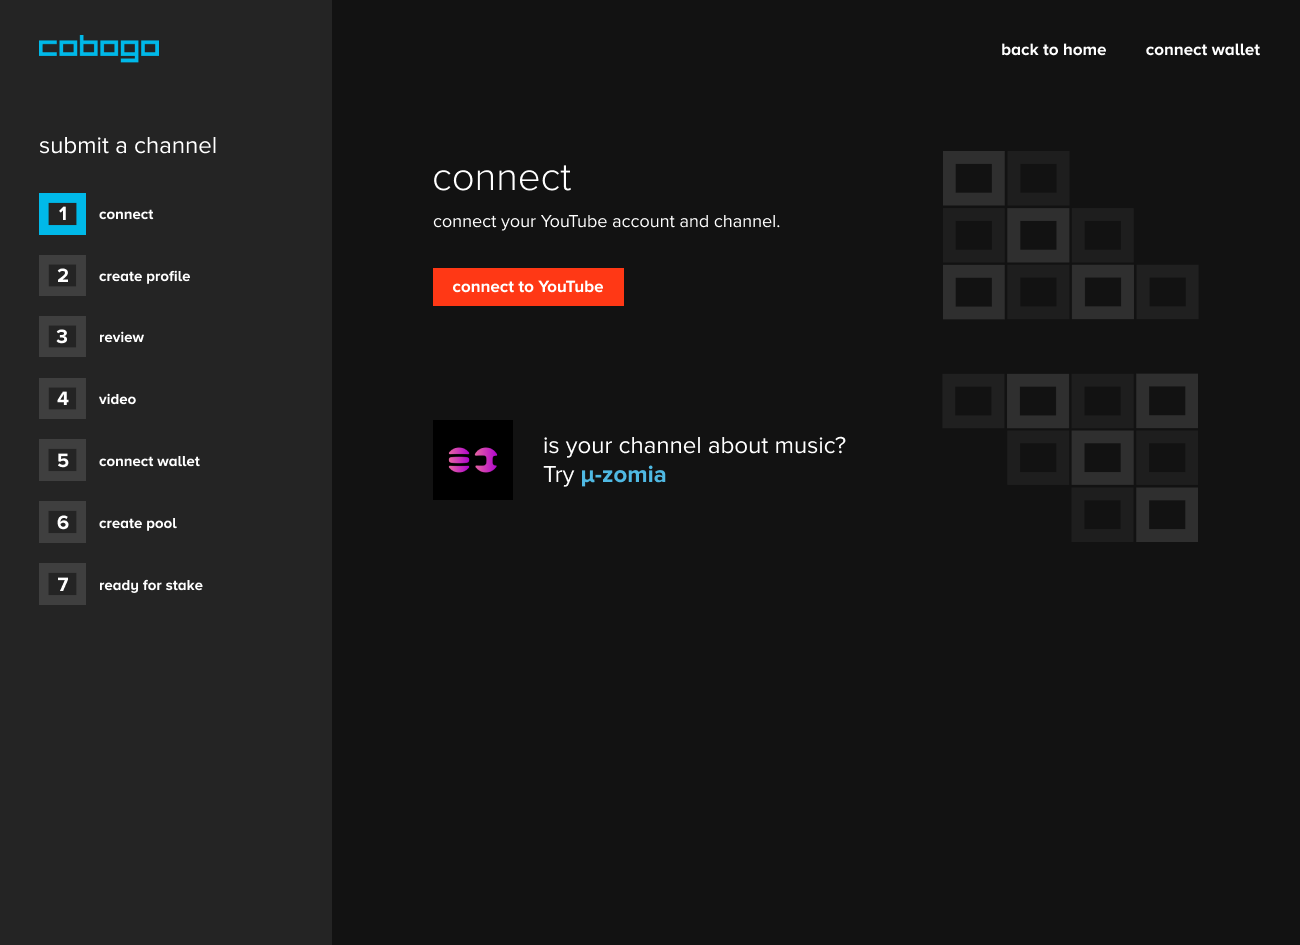 cobogo
back to home
connect wallet
submit a channel
1 connect
2 create profile
3 review
4 video
5 connect wallet
6 create pool
7 ready for stake
connect
connect your YouTube account and channel.
connect to YouTube
is your channel about music?
Try μ-zomia